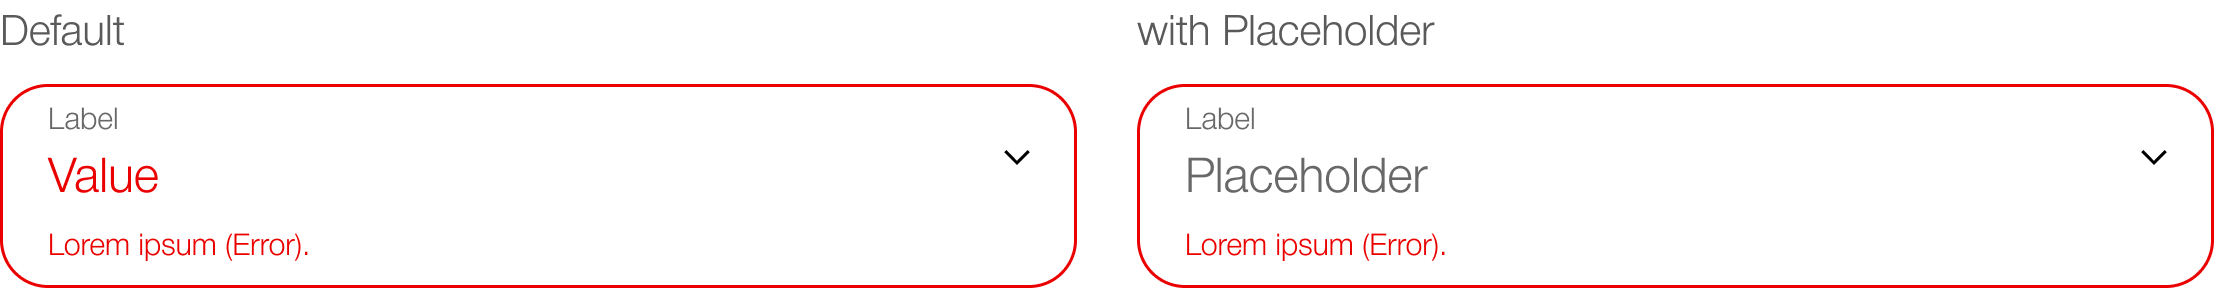 Default
Label
Value
Lorem ipsum (Error).
with Placeholder
Label
Placeholder
Lorem ipsum (Error).